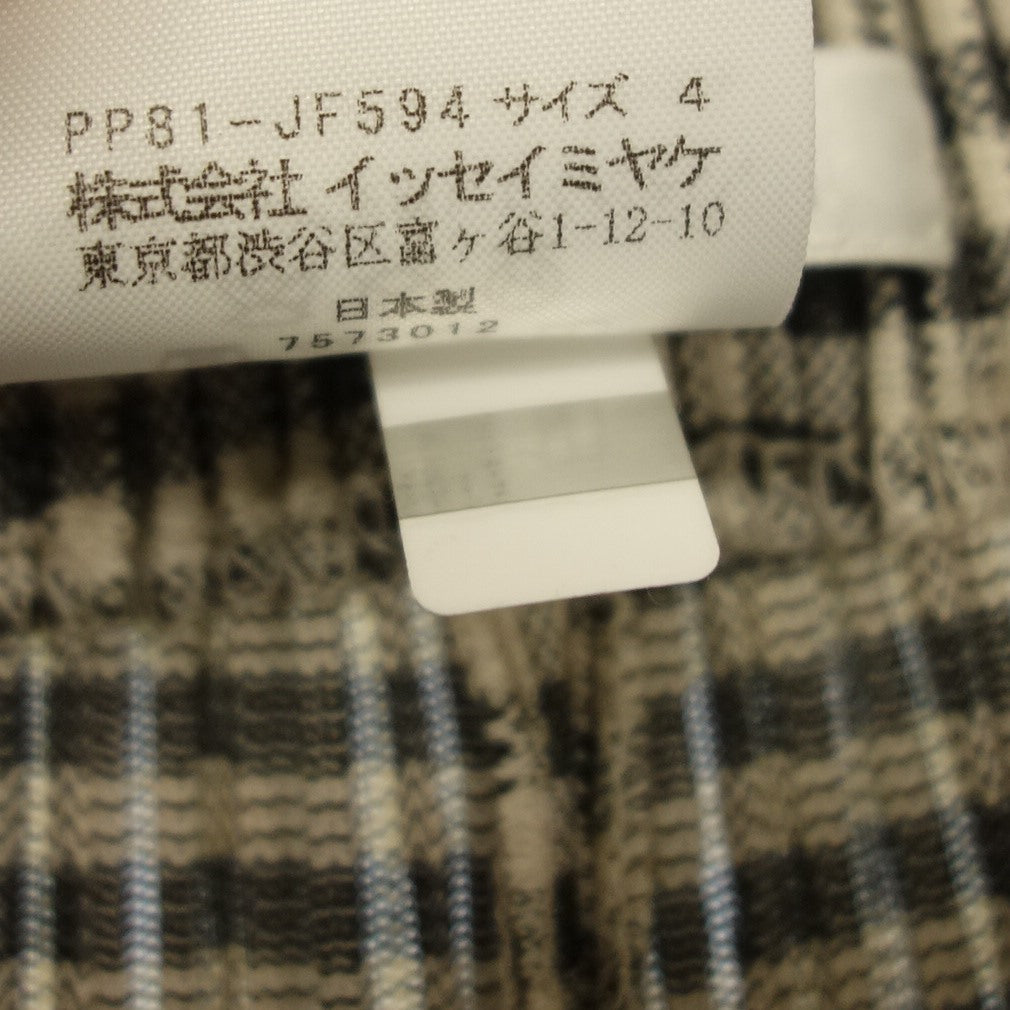 PP81-JF594 サイズ 4
株式会社 イッセイミヤケ
東京都渋谷区富ヶ谷1-12-10
日本製
7573012